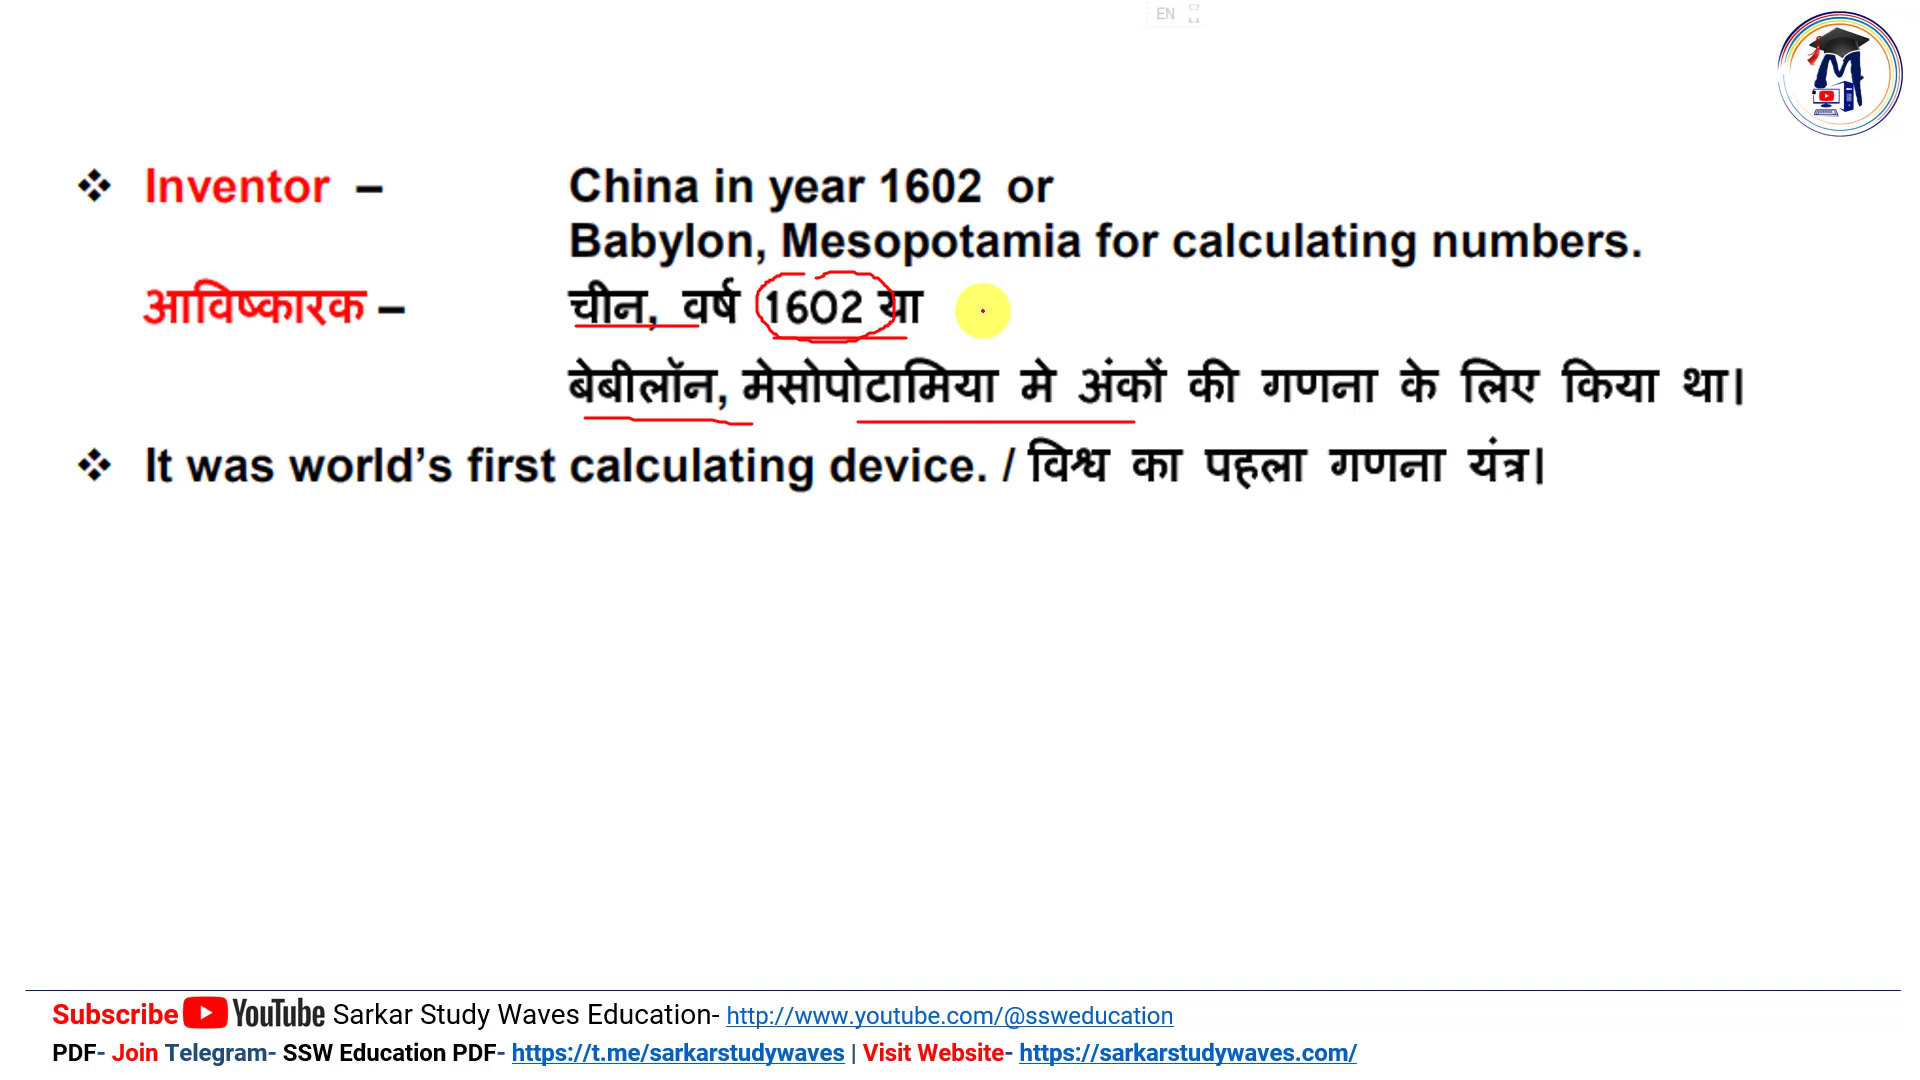 EN
❖ Inventor – China in year 1602 or
Babylon, Mesopotamia for calculating numbers.
आविष्कारक – चीन, वर्ष 1602 या
बेबीलॉन, मेसोपोटामिया मे अंकों की गणना के लिए किया था।
❖ It was world’s first calculating device. / विश्व का पहला गणना यंत्र।
Subscribe YouTube Sarkar Study Waves Education- http://www.youtube.com/@ssweducation
PDF- Join Telegram- SSW Education PDF- https://t.me/sarkarstudywaves | Visit Website- https://sarkarstudywaves.com/